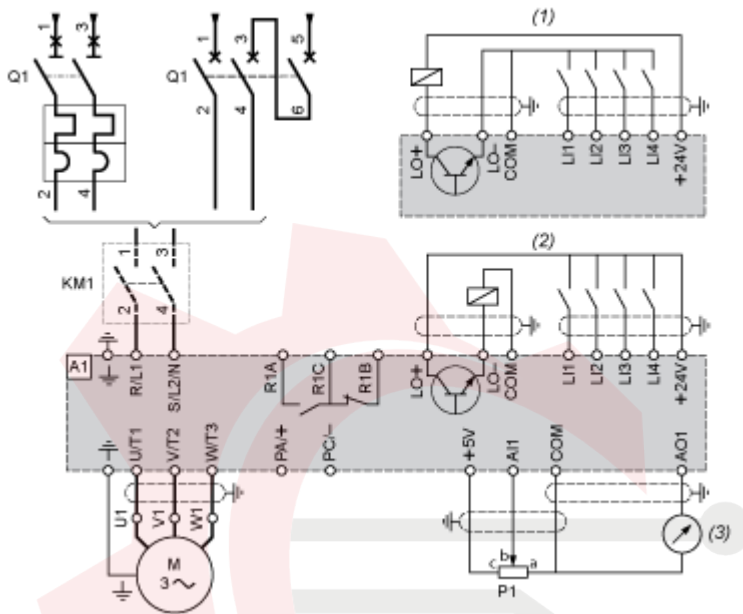 1 3
Q1
2 4
1 3 5
Q1
2 4 6
(1)
LO+ LO- COM LI1 LI2 LI3 LI4 +24V
(2)
1 3
KM1
2 4
A1
R/L1 S/L2/N R1A R1C R1B LO+ LO- COM LI1 LI2 LI3 LI4 +24V
U/T1 V/T2 W/T3 PA/+ PC/- +5V AI1 COM AO1
U1 V1 W1
M
3~
c b a
P1
(3)